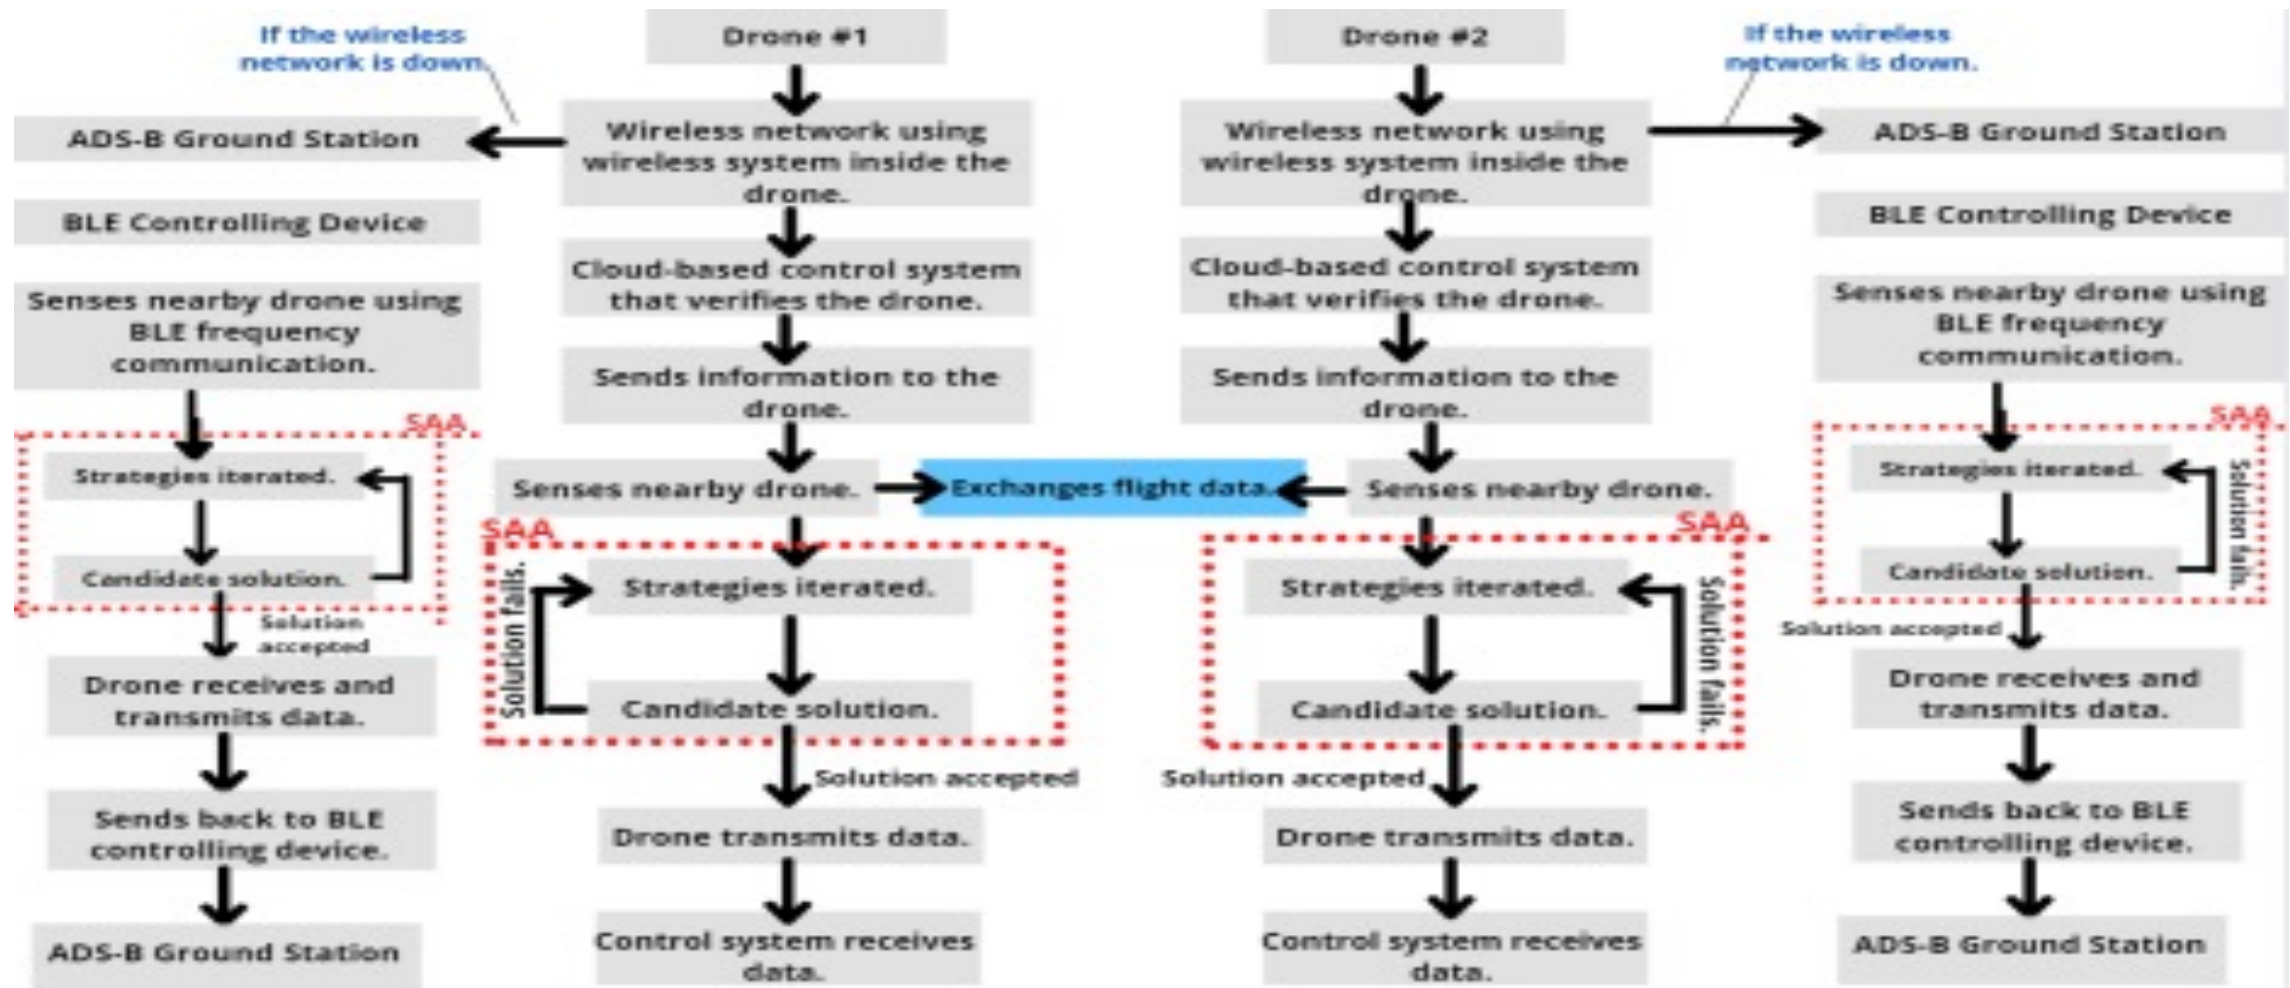 If the wireless
network is down.
ADS-B Ground Station
BLE Controlling Device
Senses nearby drone using
BLE frequency
communication.
SAA
Strategies iterated.
Candidate solution.
Solution
accepted
Drone receives and
transmits data.
Sends back to BLE
controlling device.
ADS-B Ground Station
Drone #1
Wireless network using
wireless system inside the
drone.
Cloud-based control system
that verifies the drone.
Sends information to the
drone.
Senses nearby drone.
SAA
Solution fails.
Strategies iterated.
Candidate solution.
Solution accepted
Drone transmits data.
Control system receives
data.
Exchanges flight data.
Drone #2
Wireless network using
wireless system inside the
drone.
Cloud-based control system
that verifies the drone.
Sends information to the
drone.
Senses nearby drone.
SAA
Strategies iterated.
Solution fails.
Candidate solution.
Solution accepted
Drone transmits data.
Control system receives
data.
If the wireless
network is down.
ADS-B Ground Station
BLE Controlling Device
Senses nearby drone using
BLE frequency
communication.
SAA
Strategies iterated.
Solution fails.
Candidate solution.
Solution accepted
Drone receives and
transmits data.
Sends back to BLE
controlling device.
ADS-B Ground Station